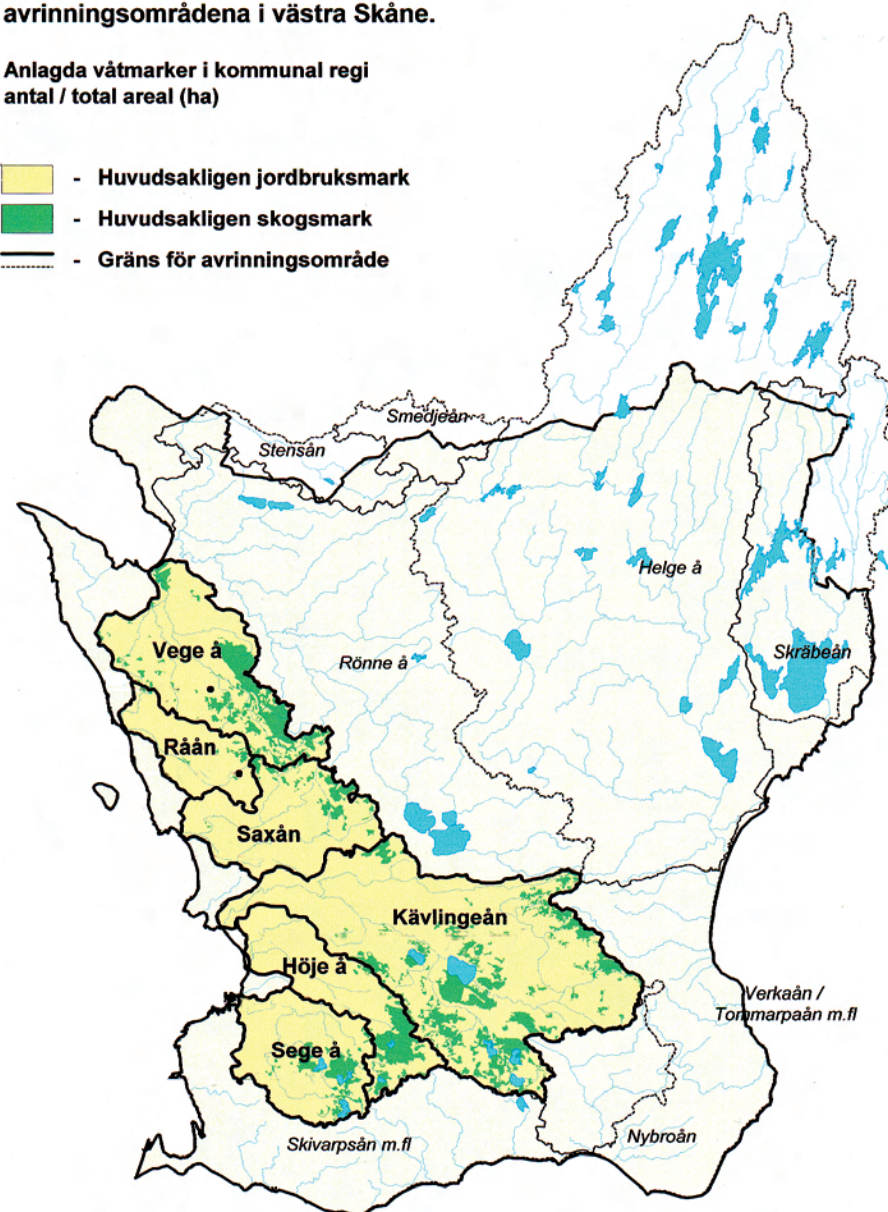 avrinningsområdena i västra Skåne.
Anlagda våtmarker i kommunal regi
antal / total areal (ha)
- Huvudsakligen jordbruksmark
- Huvudsakligen skogsmark
- Gräns för avrinningsområde
Smedjeån
Stensån
Helge å
Vege å
Rönne å
Skräbeån
Råån
Saxån
Kävlingeån
Höje å
Verkaån /
Tommarpaån m.fl
Sege å
Nybroån
Skivarpsån m.fl